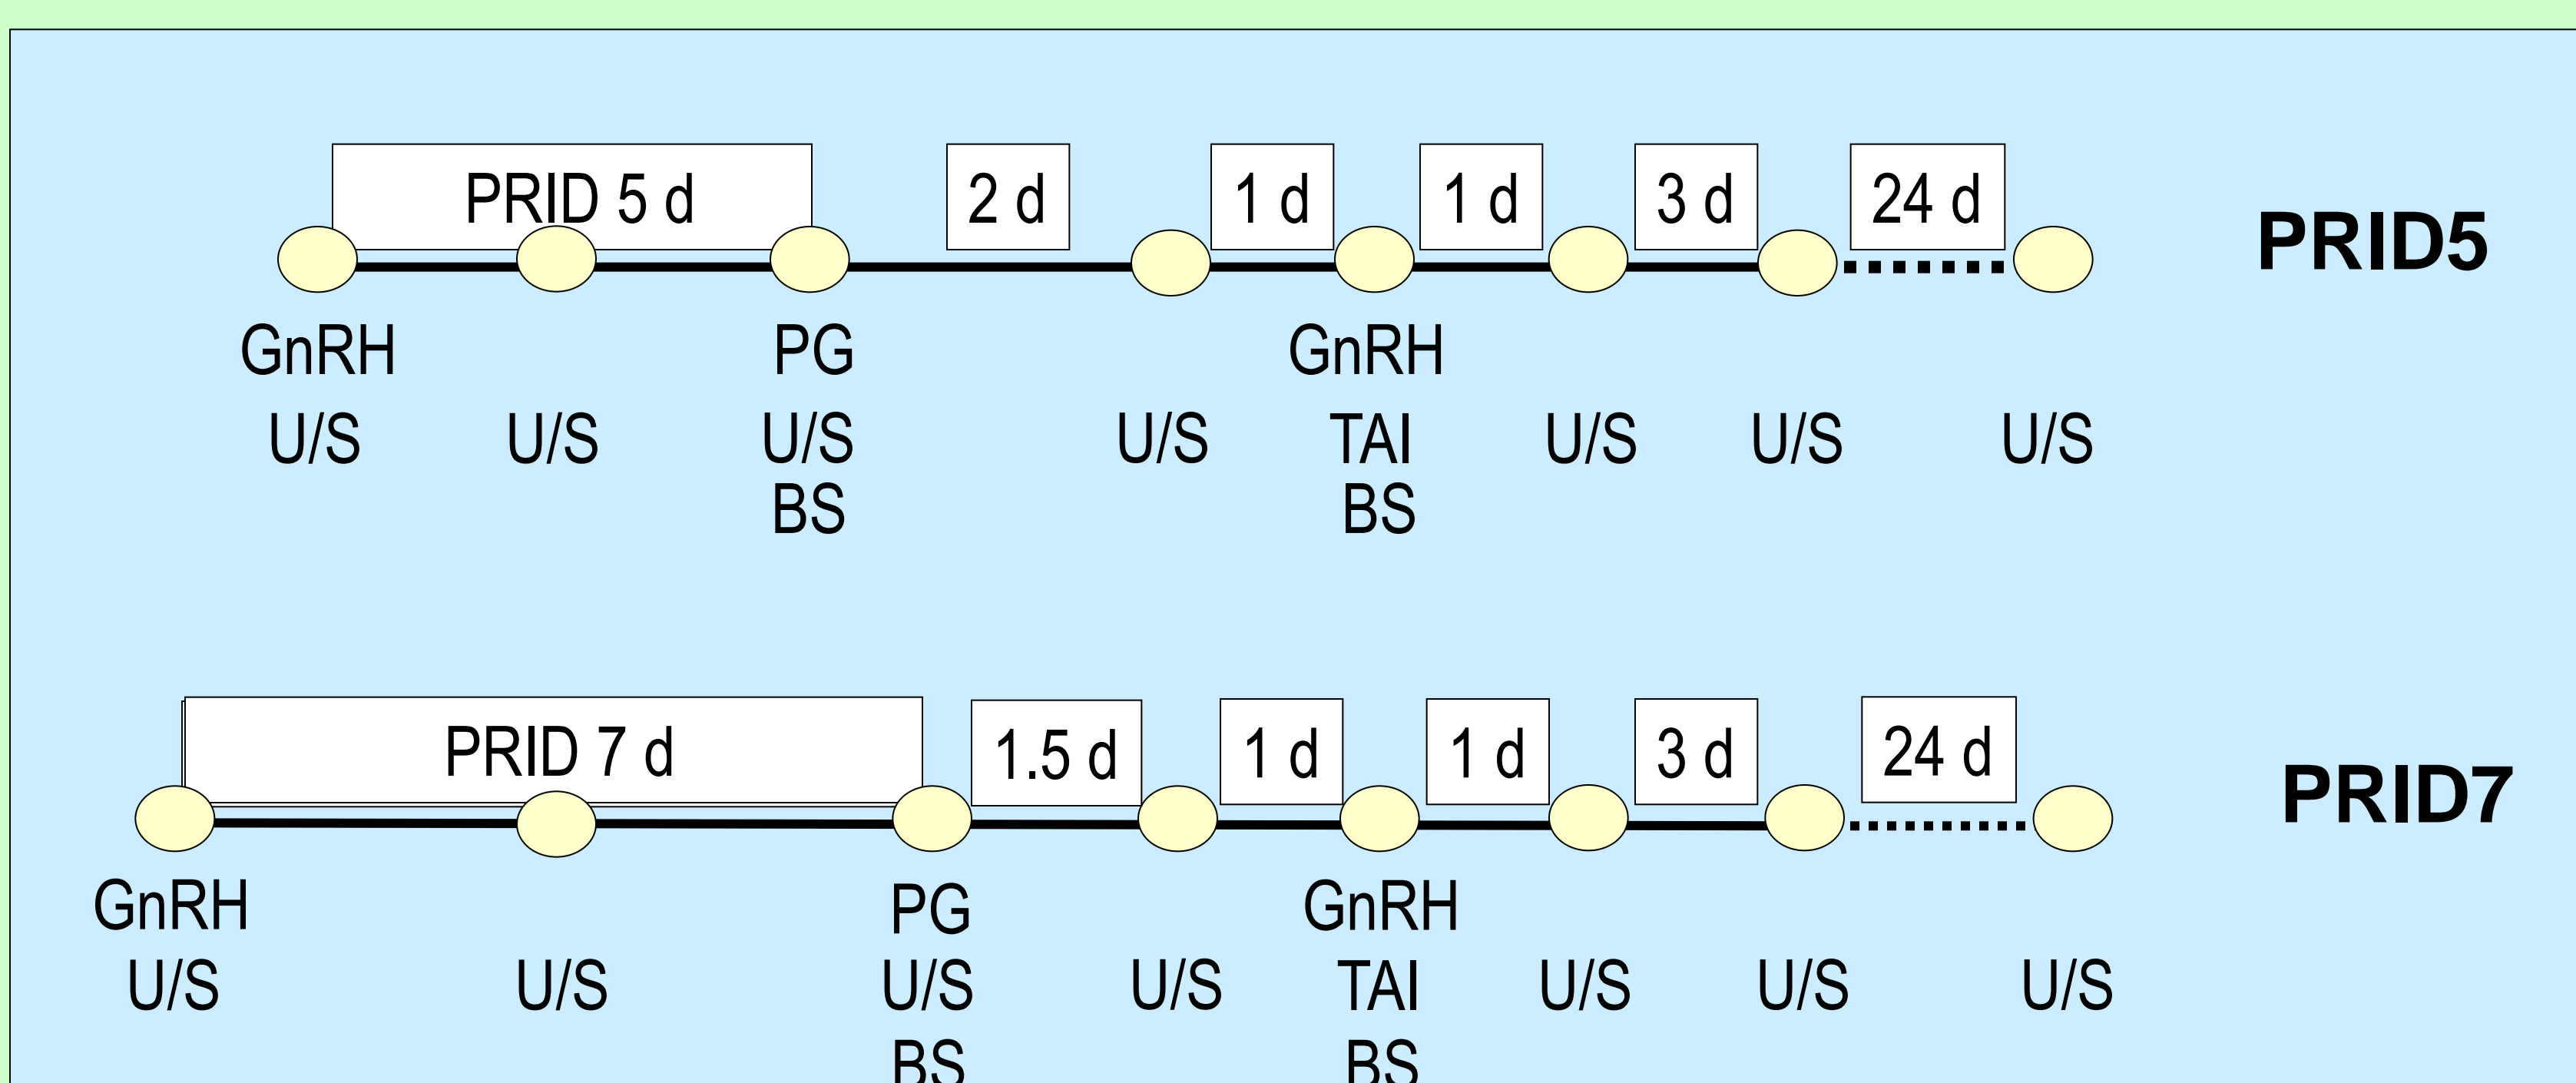 PRID 5 d 2 d 1 d 1 d 3 d 24 d PRID5
GnRH PG GnRH
U/S U/S U/S U/S TAI U/S U/S U/S
BS BS
PRID 7 d 1.5 d 1 d 1 d 3 d 24 d PRID7
GnRH PG GnRH
U/S U/S U/S U/S TAI U/S U/S U/S
BS BS